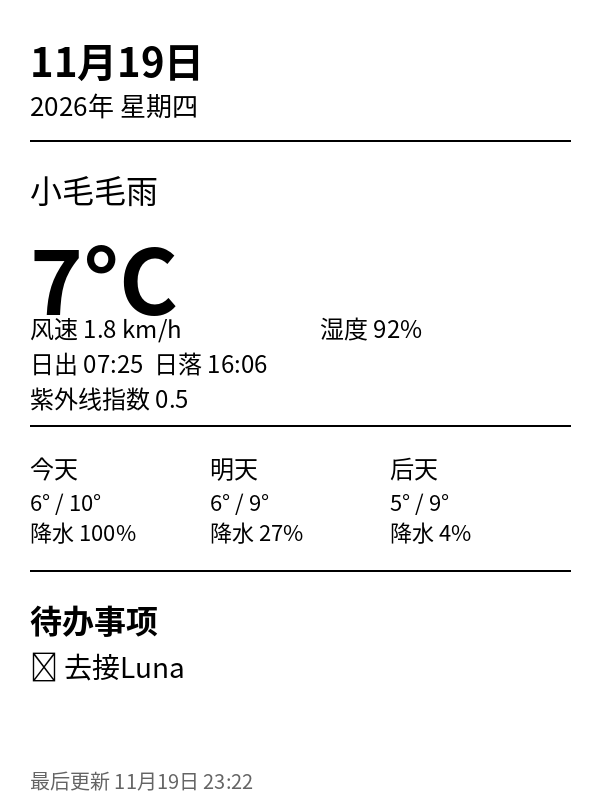 11月19日
2026年 星期四
小毛毛雨
7°C
风速 1.8 km/h 湿度 92%
日出 07:25 日落 16:06
紫外线指数 0.5
今天 明天 后天
6° / 10° 6° / 9° 5° / 9°
降水 100% 降水 27% 降水 4%
待办事项
去接Luna
最后更新 11月19日 23:22